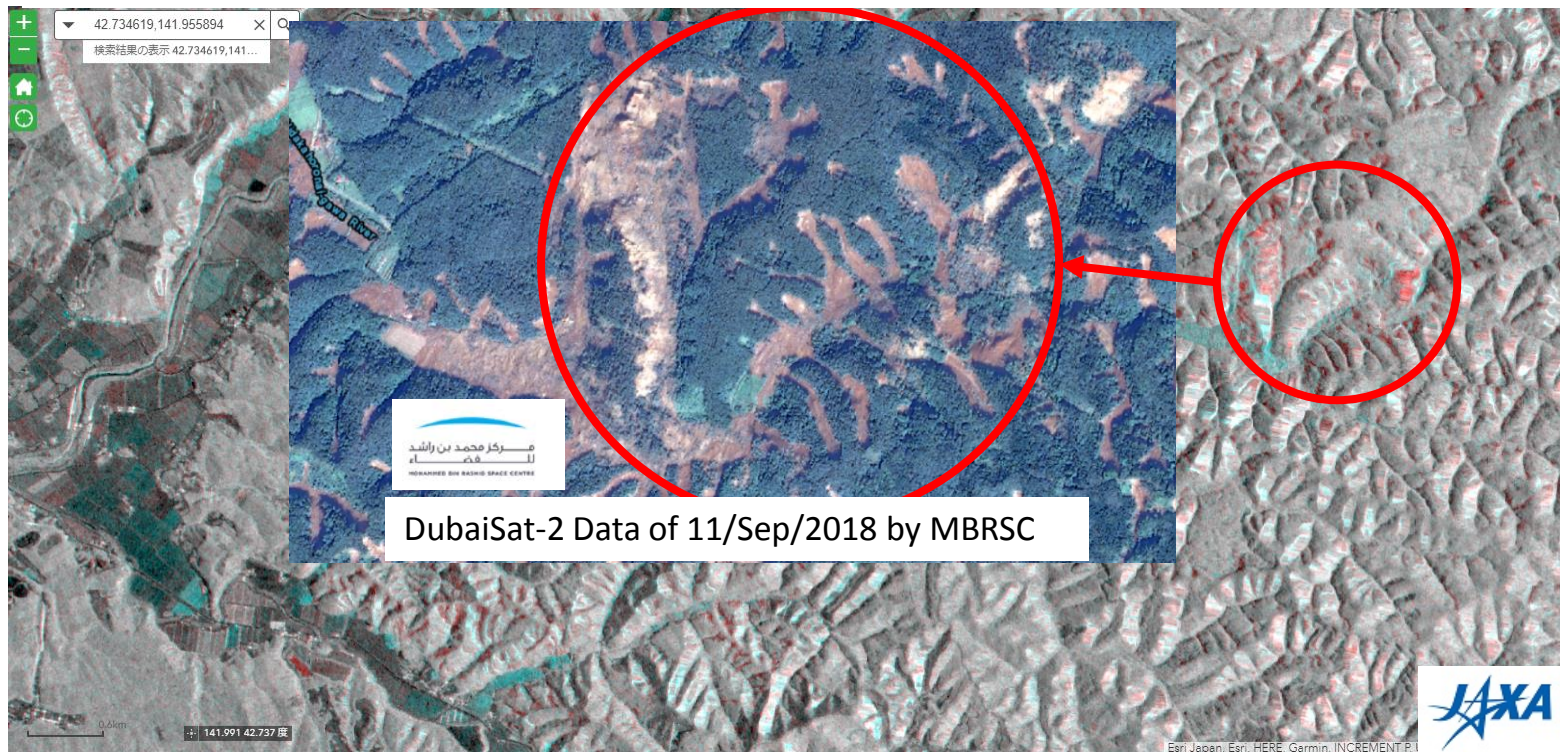 42.734619,141.955894
検索結果の表示 42.734619,141...
River
مركز محمد بن راشد
للفضاء
MOHAMMED BIN RASHID SPACE CENTRE
DubaiSat-2 Data of 11/Sep/2018 by MBRSC
0.6km
141.991 42.737 度
JAXA
Esri Japan, Esri, HERE, Garmin, INCREMENT P